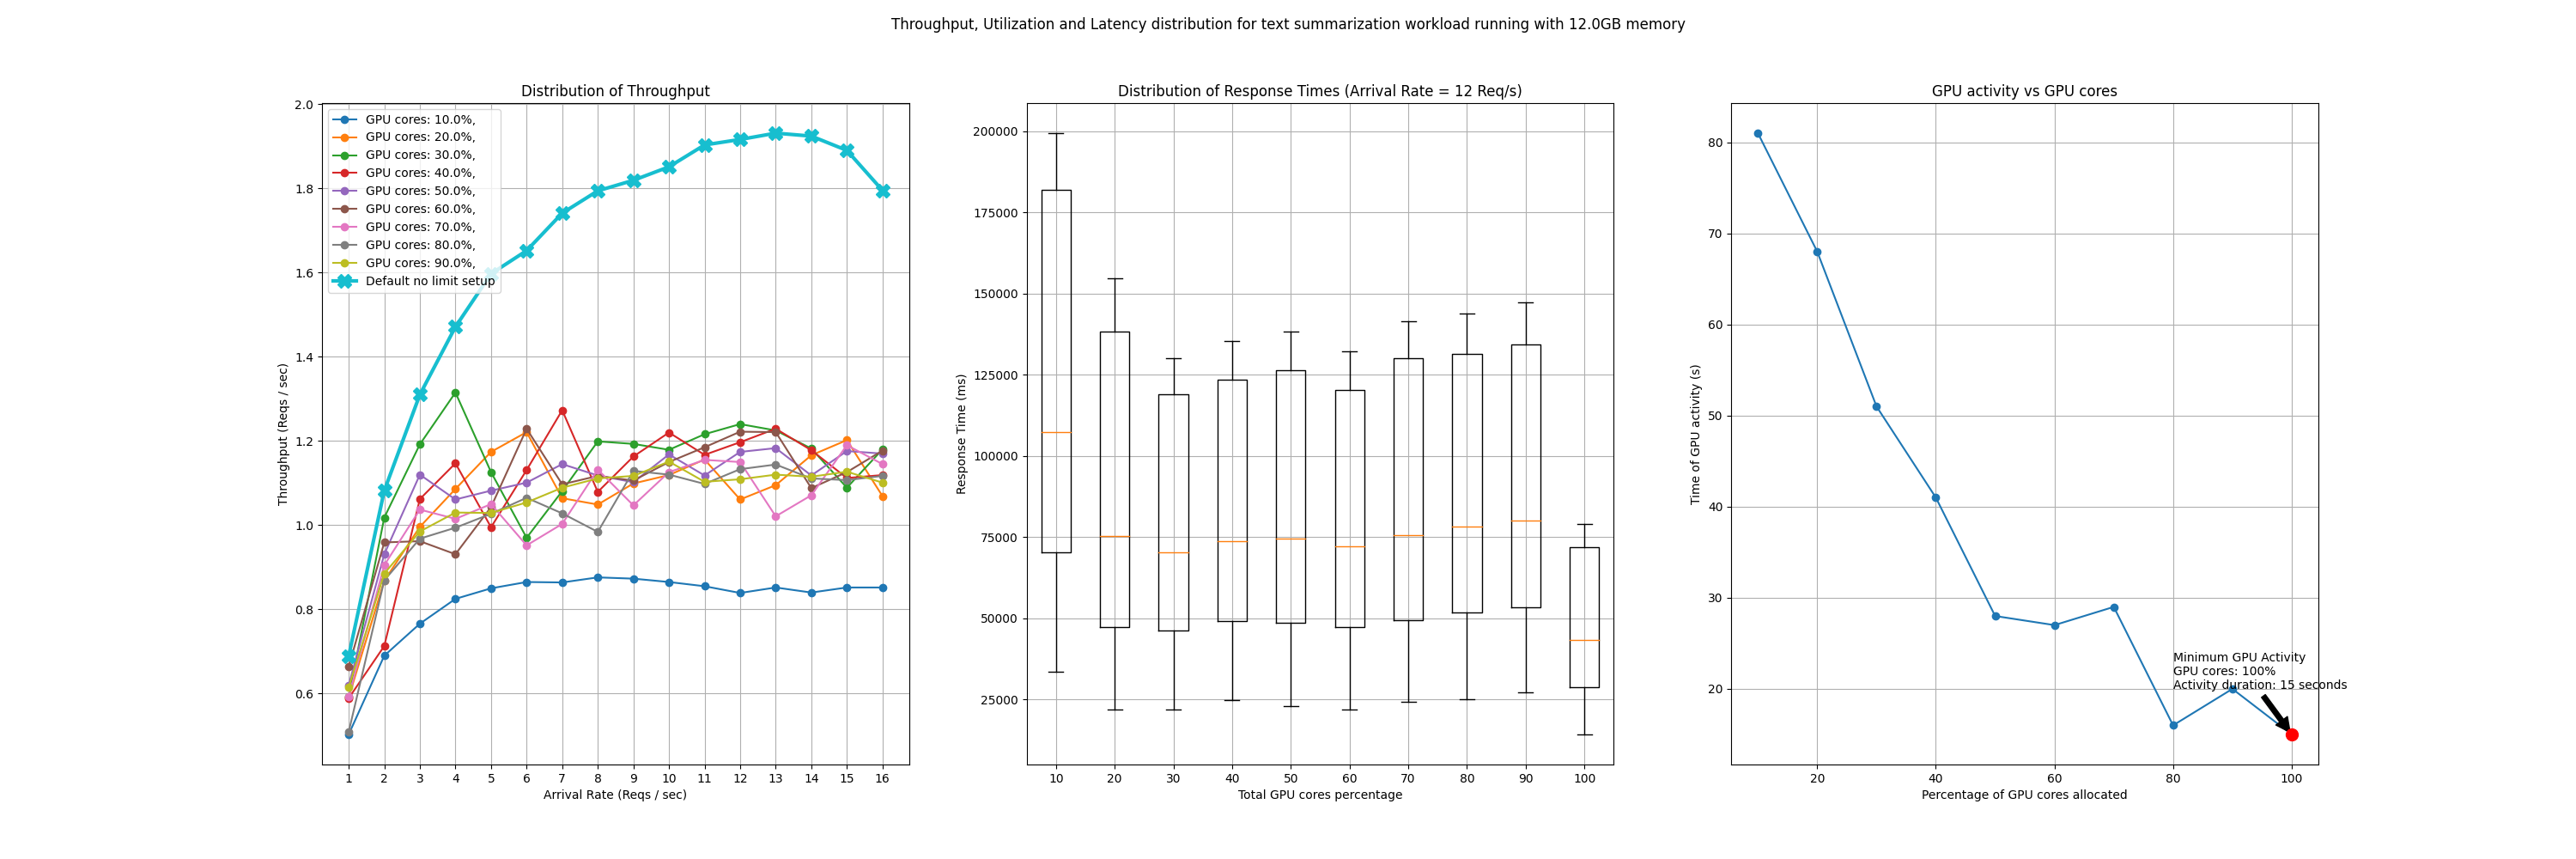 Throughput, Utilization and Latency distribution for text summarization workload running with 12.0GB memory
Distribution of Throughput
2.0
1.8
1.6
1.4
1.2
1.0
0.8
0.6
Throughput (Reqs / sec)
GPU cores: 10.0%,
GPU cores: 20.0%,
GPU cores: 30.0%,
GPU cores: 40.0%,
GPU cores: 50.0%,
GPU cores: 60.0%,
GPU cores: 70.0%,
GPU cores: 80.0%,
GPU cores: 90.0%,
Default no limit setup
1 2 3 4 5 6 7 8 9 10 11 12 13 14 15 16
Arrival Rate (Reqs / sec)
Distribution of Response Times (Arrival Rate = 12 Req/s)
200000
175000
150000
125000
100000
75000
50000
25000
Response Time (ms)
10 20 30 40 50 60 70 80 90 100
Total GPU cores percentage
GPU activity vs GPU cores
80
70
60
50
40
30
20
Time of GPU activity (s)
Minimum GPU Activity
GPU cores: 100%
Activity duration: 15 seconds
20 40 60 80 100
Percentage of GPU cores allocated